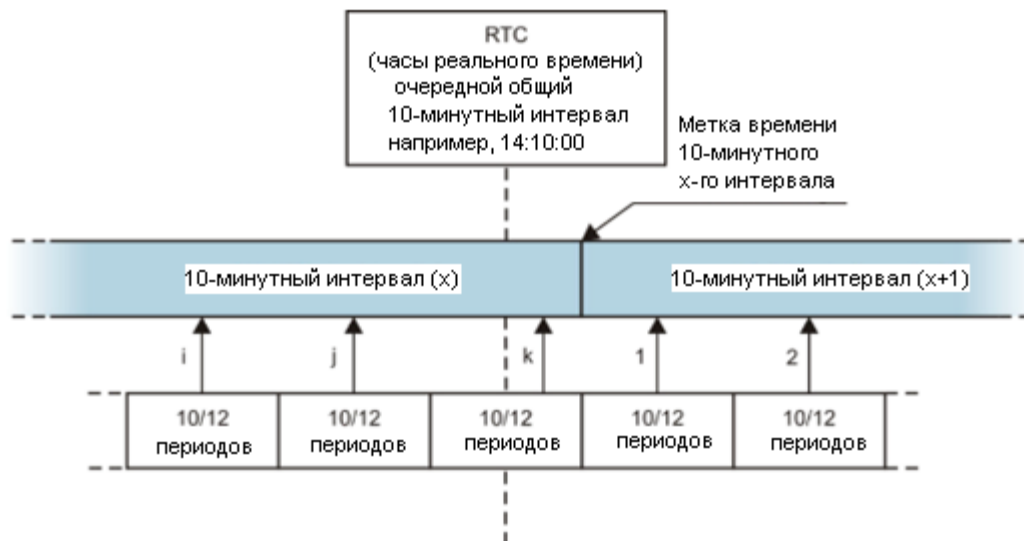 RTC
(часы реального времени)
очередной общий
10-минутный интервал
например, 14:10:00
Метка времени
10-минутного
х-го интервала
10-минутный интервал (x)
10-минутный интервал (x+1)
i
j
k
1
2
10/12
периодов
10/12
периодов
10/12
периодов
10/12
периодов
10/12
периодов